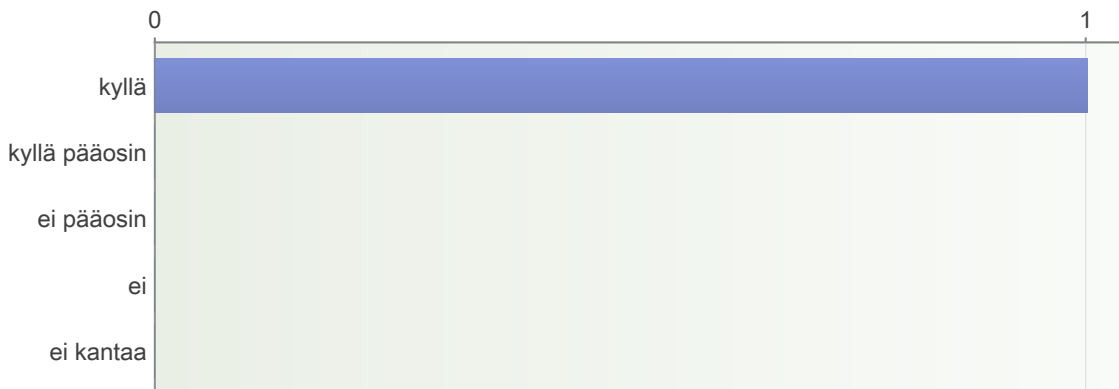 0 1
kyllä
kyllä pääosin
ei pääosin
ei
ei kantaa